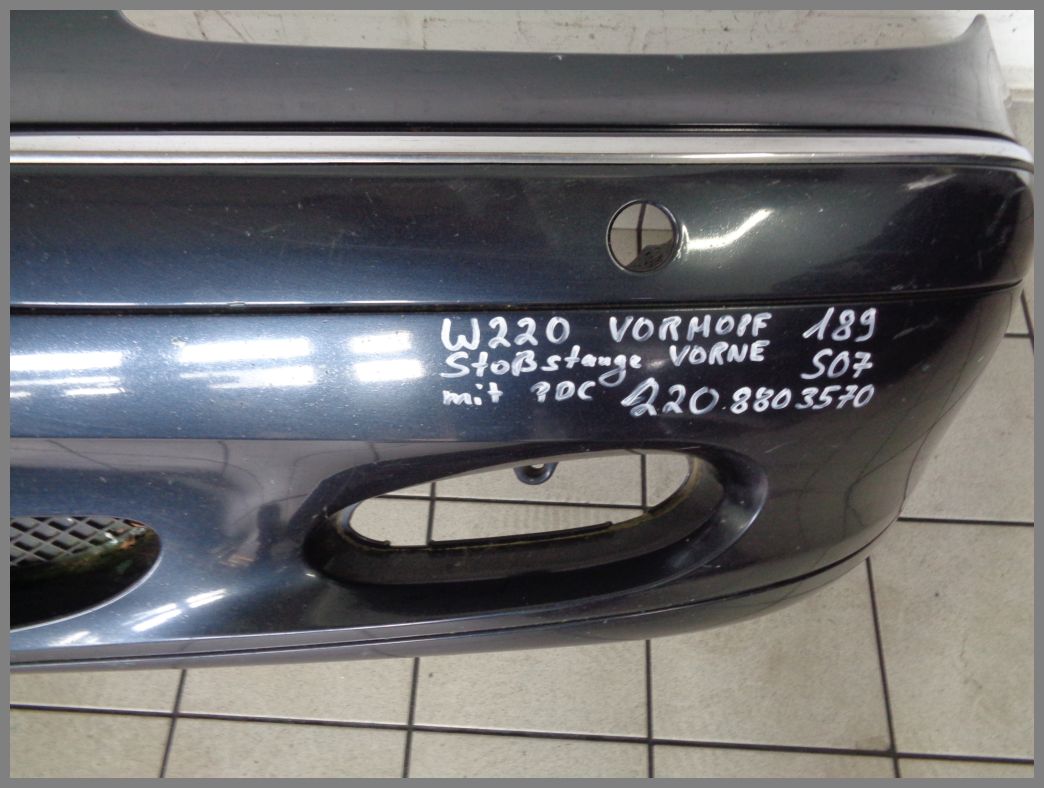 W220 VORMOPF 189
Stoßstange VORNE S07
mit PDC 220 8803570